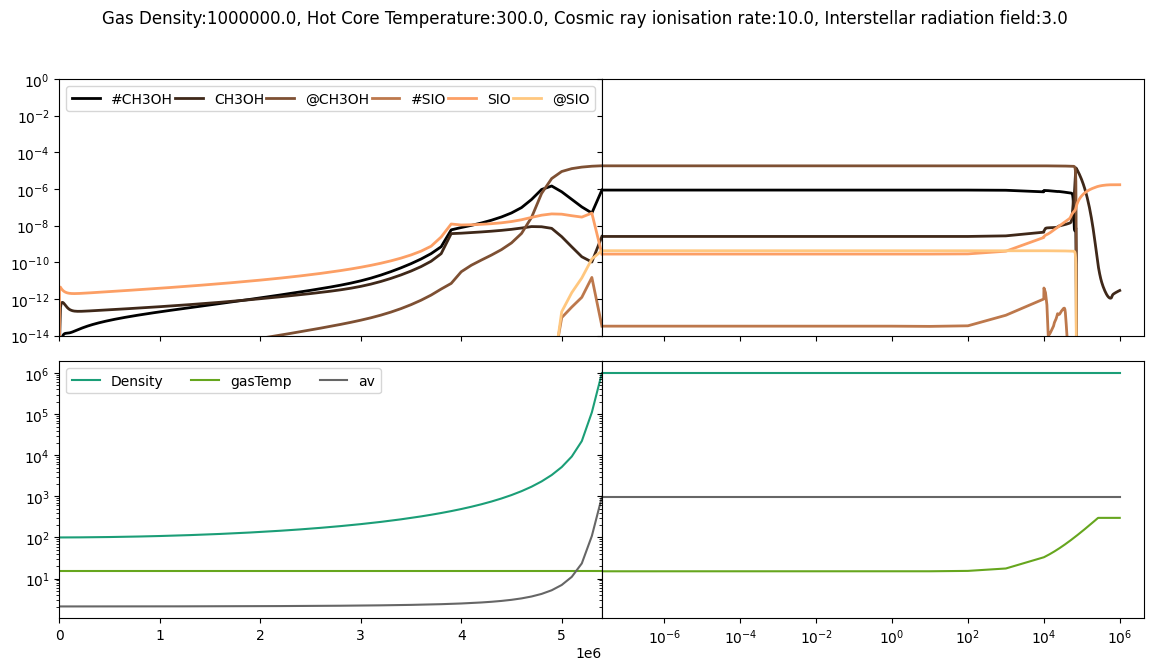 Gas Density:1000000.0, Hot Core Temperature:300.0, Cosmic ray ionisation rate:10.0, Interstellar radiation field:3.0
10^0
10^-2
10^-4
10^-6
10^-8
10^-10
10^-12
10^-14
#CH3OH CH3OH @CH3OH #SIO SIO @SIO
10^6
10^5
10^4
10^3
10^2
10^1
Density gasTemp av
0 1 2 3 4 5
1e6
10^-6 10^-4 10^-2 10^0 10^2 10^4 10^6